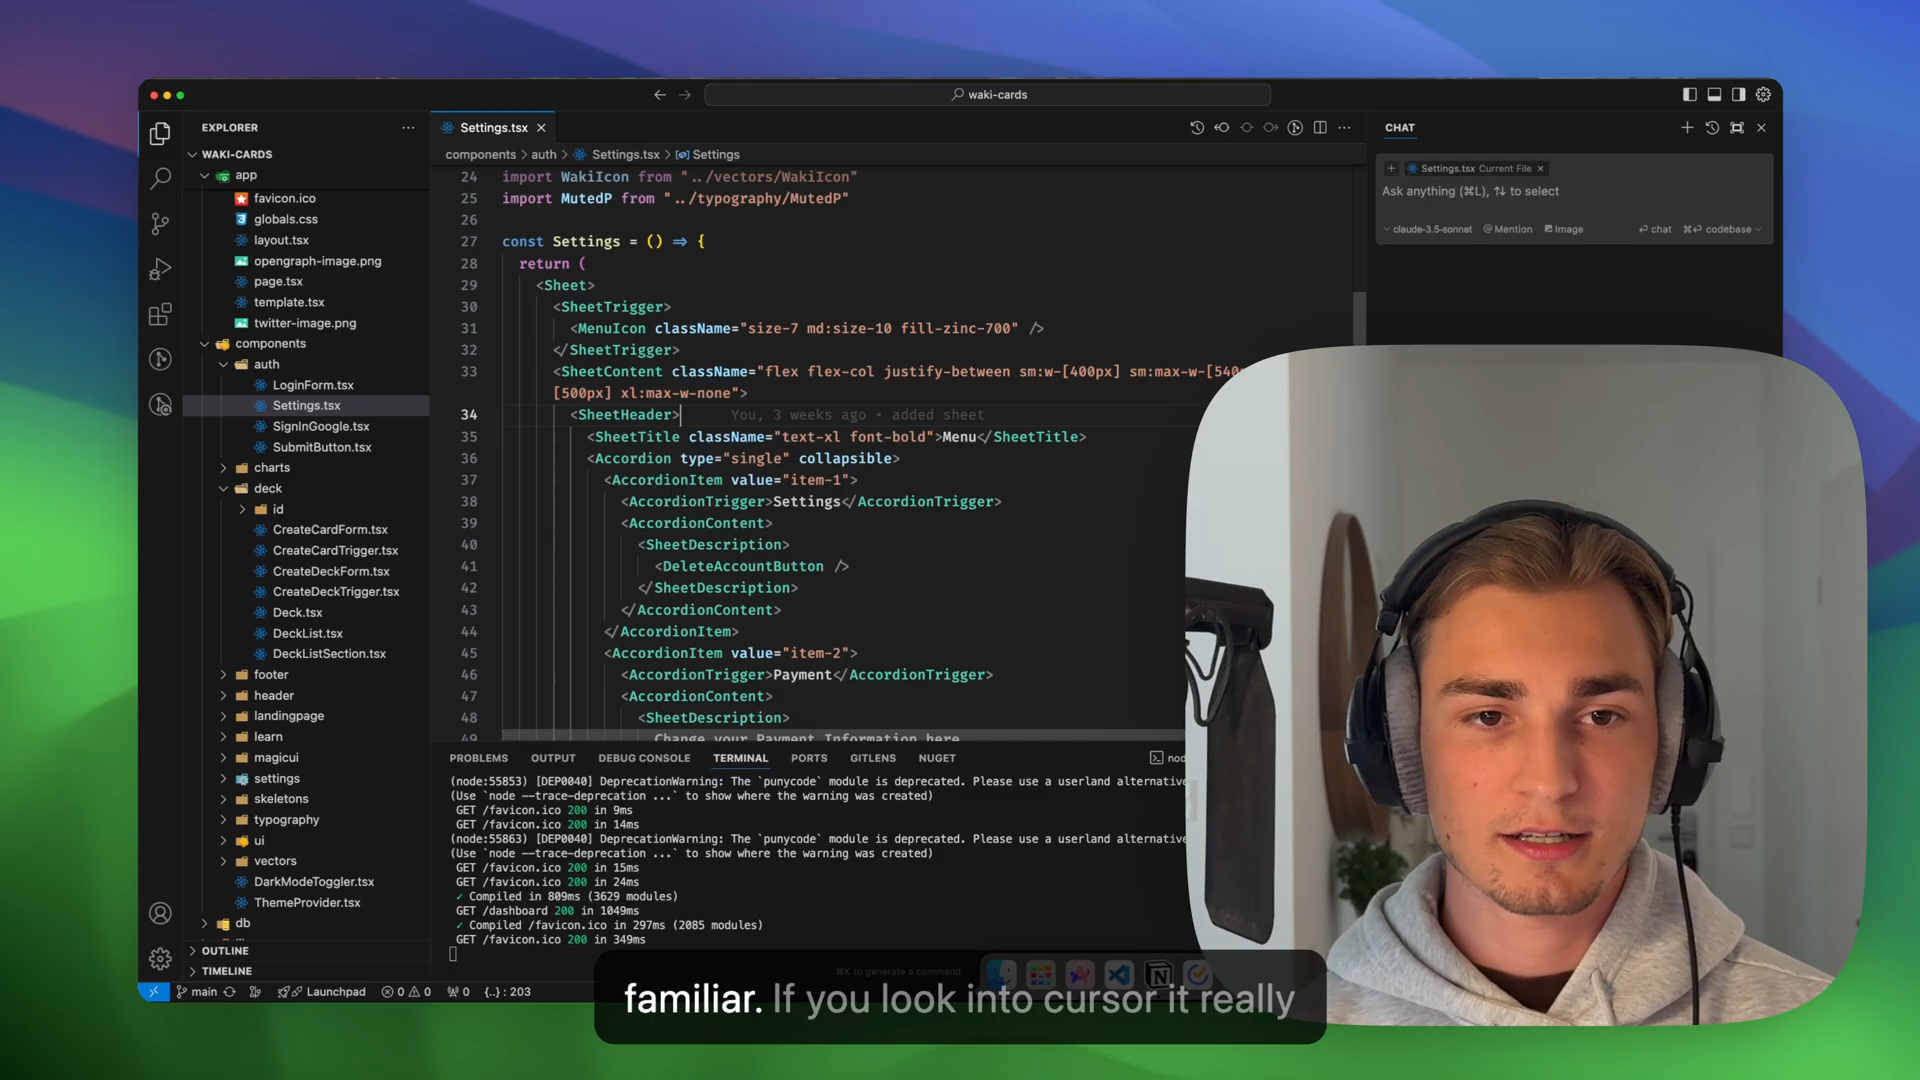 waki-cards
EXPLORER
WAKI-CARDS
app
favicon.ico
globals.css
layout.tsx
opengraph-image.png
page.tsx
template.tsx
twitter-image.png
components
auth
LoginForm.tsx
Settings.tsx
SignInGoogle.tsx
SubmitButton.tsx
charts
deck
id
CreateCardForm.tsx
CreateCardTrigger.tsx
CreateDeckForm.tsx
CreateDeckTrigger.tsx
Deck.tsx
DeckList.tsx
DeckListSection.tsx
footer
header
landingpage
learn
magicui
settings
skeletons
typography
ui
vectors
DarkModeToggler.tsx
ThemeProvider.tsx
db
OUTLINE
TIMELINE
Settings.tsx
components > auth > Settings.tsx > Settings
24 import WakiIcon from "../vectors/WakiIcon"
25 import MutedP from "../typography/MutedP"
26
27 const Settings = () => {
28 return (
29 <Sheet>
30 <SheetTrigger>
31 <MenuIcon className="size-7 md:size-10 fill-zinc-700" />
32 </SheetTrigger>
33 <SheetContent className="flex flex-col justify-between sm:w-[400px] sm:max-w-[540
[500px] xl:max-w-none">
34 <SheetHeader> You, 3 weeks ago • added sheet
35 <SheetTitle className="text-xl font-bold">Menu</SheetTitle>
36 <Accordion type="single" collapsible>
37 <AccordionItem value="item-1">
38 <AccordionTrigger>Settings</AccordionTrigger>
39 <AccordionContent>
40 <SheetDescription>
41 <DeleteAccountButton />
42 </SheetDescription>
43 </AccordionContent>
44 </AccordionItem>
45 <AccordionItem value="item-2">
46 <AccordionTrigger>Payment</AccordionTrigger>
47 <AccordionContent>
48 <SheetDescription>
49 Change your Payment Information here
PROBLEMS OUTPUT DEBUG CONSOLE TERMINAL PORTS GITLENS NUGET
nod
(node:55853) [DEP0040] DeprecationWarning: The `punycode` module is deprecated. Please use a userland alternative
(Use `node --trace-deprecation ...` to show where the warning was created)
GET /favicon.ico 200 in 9ms
GET /favicon.ico 200 in 14ms
(node:55863) [DEP0040] DeprecationWarning: The `punycode` module is deprecated. Please use a userland alternative
(Use `node --trace-deprecation ...` to show where the warning was created)
GET /favicon.ico 200 in 15ms
GET /favicon.ico 200 in 24ms
✓ Compiled in 809ms (3629 modules)
GET /dashboard 200 in 1049ms
✓ Compiled /favicon.ico in 297ms (2085 modules)
GET /favicon.ico 200 in 349ms
⌘K to generate a command
CHAT
Settings.tsx Current File
Ask anything (⌘L), ↑↓ to select
claude-3.5-sonnet @ Mention Image
chat ⌘↵ codebase
main Launchpad 0 0 0 {..} : 203
familiar. If you look into cursor it really